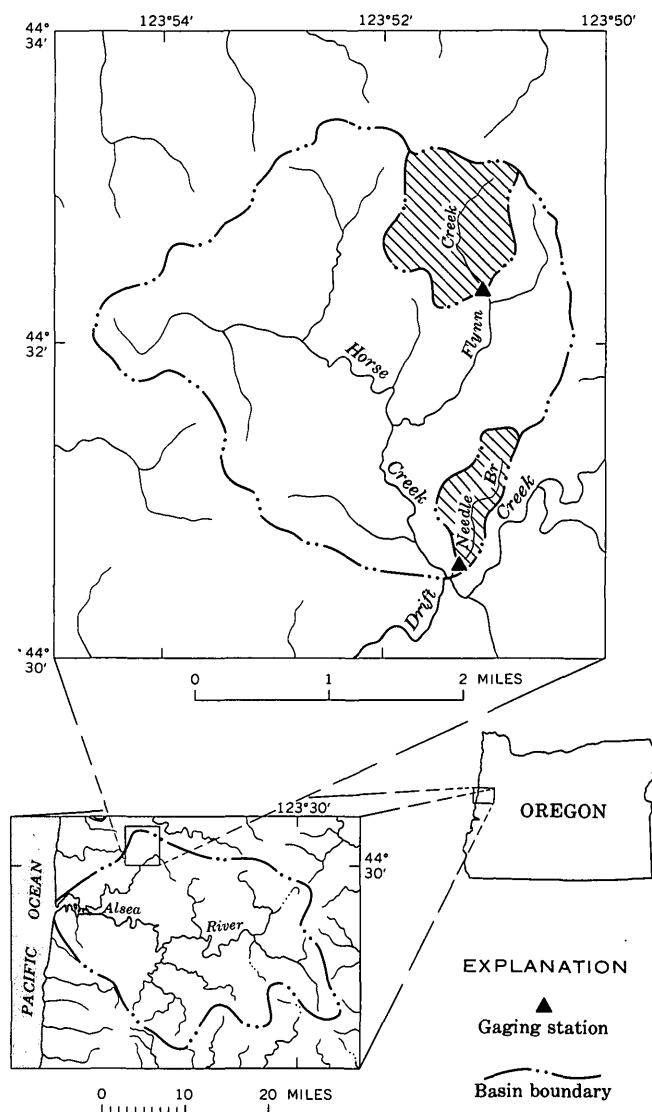 123°54′ 123°52′ 123°50′
44°
34′
Creek
Flynn
44°
32′
Horse
Creek
Needle Br
Creek
Drift
44°
30′
0 1 2 MILES
123°30′
44°
30′
OREGON
PACIFIC OCEAN
Alsea River
EXPLANATION
Gaging station
Basin boundary
0 10 20 MILES